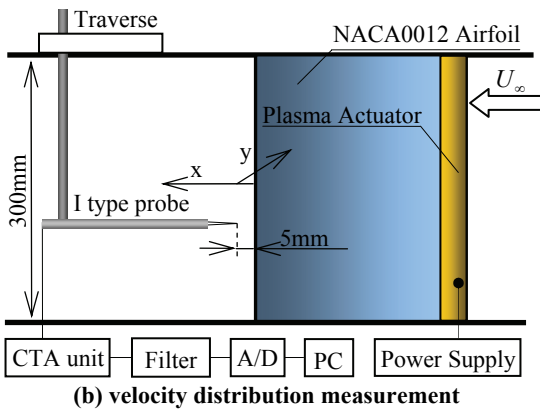 Traverse
NACA0012 Airfoil
U∞
Plasma Actuator
y
x
I type probe
300mm
5mm
CTA unit
Filter
A/D
PC
Power Supply
(b) velocity distribution measurement